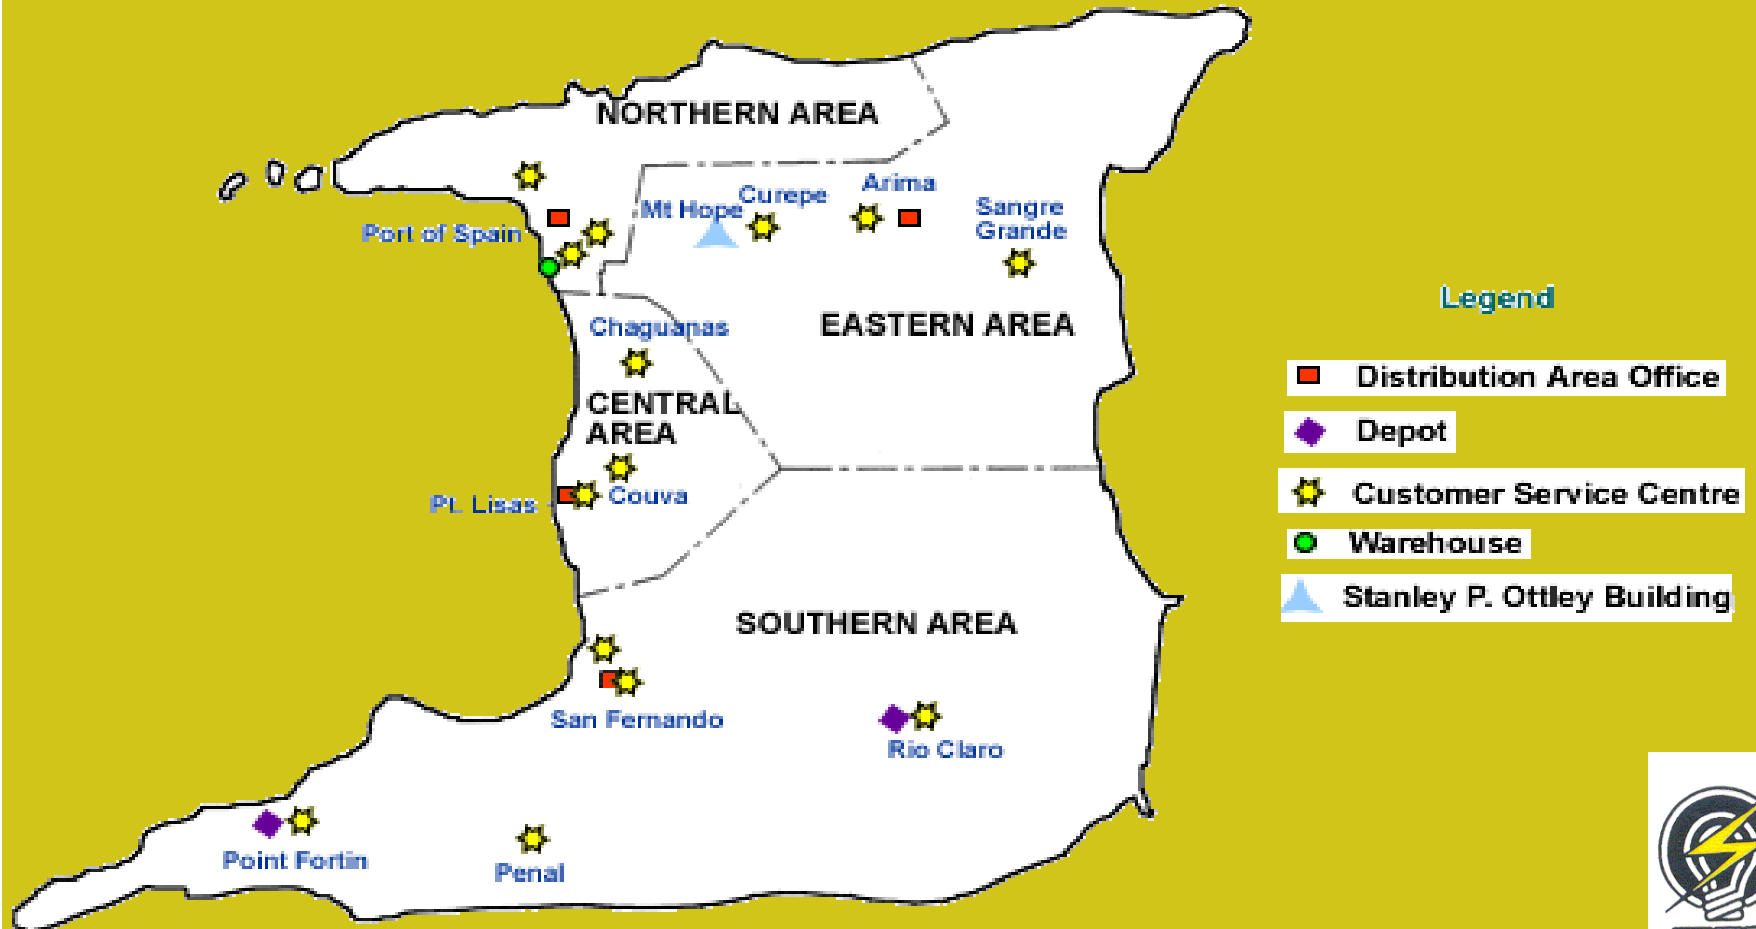 NORTHERN AREA
Arima
Curepe
Mt Hope
Sangre
Grande
Port of Spain
Legend
Chaguanas
EASTERN AREA
Distribution Area Office
CENTRAL
AREA
Depot
Pt. Lisas
Couva
Customer Service Centre
Warehouse
Stanley P. Ottley Building
SOUTHERN AREA
San Fernando
Rio Claro
Point Fortin
Penal